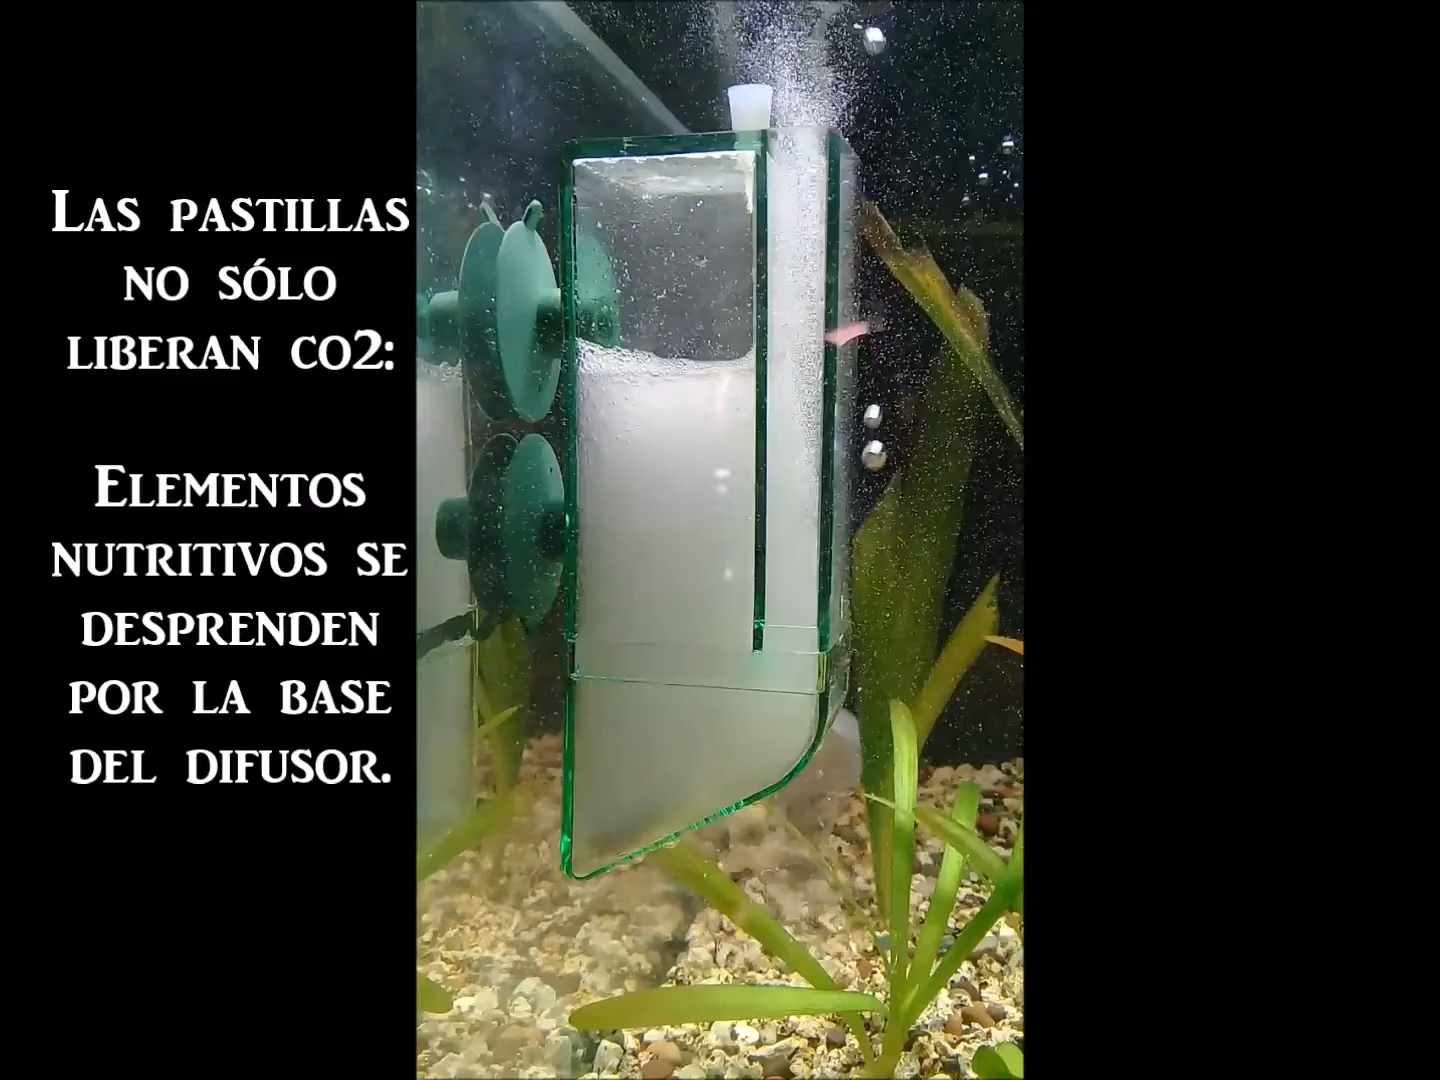 Las pastillas
no sólo
liberan co2:
Elementos
nutritivos se
desprenden
por la base
del difusor.